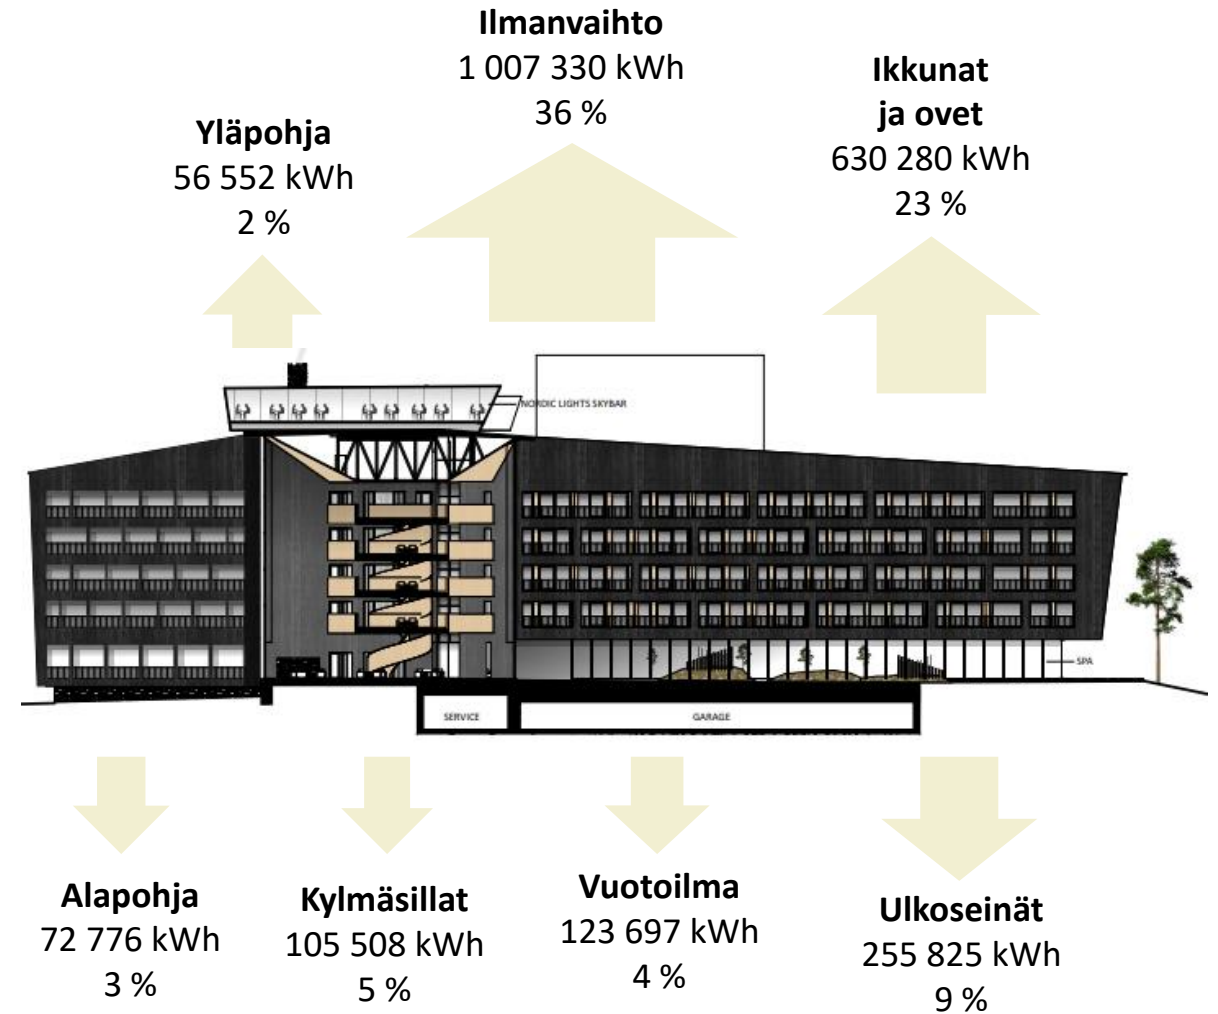 Ilmanvaihto
1 007 330 kWh
36 %
Ikkunat
ja ovet
630 280 kWh
23 %
Yläpohja
56 552 kWh
2 %
NORDIC LIGHTS SKYBAR
SPA
SERVICE
GARAGE
Alapohja
72 776 kWh
3 %
Kylmäsillat
105 508 kWh
5 %
Vuotoilma
123 697 kWh
4 %
Ulkoseinät
255 825 kWh
9 %